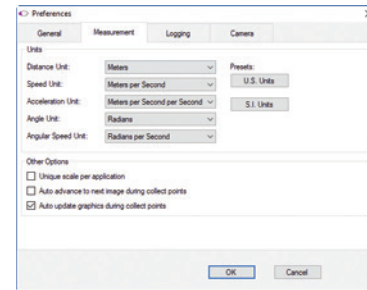 Preferences
General Measurement Logging Camera
Units
Distance Unit: Meters Presets:
Speed Unit: Meters per Second U.S. Units
Acceleration Unit: Meters per Second per Second S.I. Units
Angle Unit: Radians
Angular Speed Unit: Radians per Second
Other Options
Unique scale per application
Auto advance to next image during collect points
Auto update graphics during collect points
OK Cancel